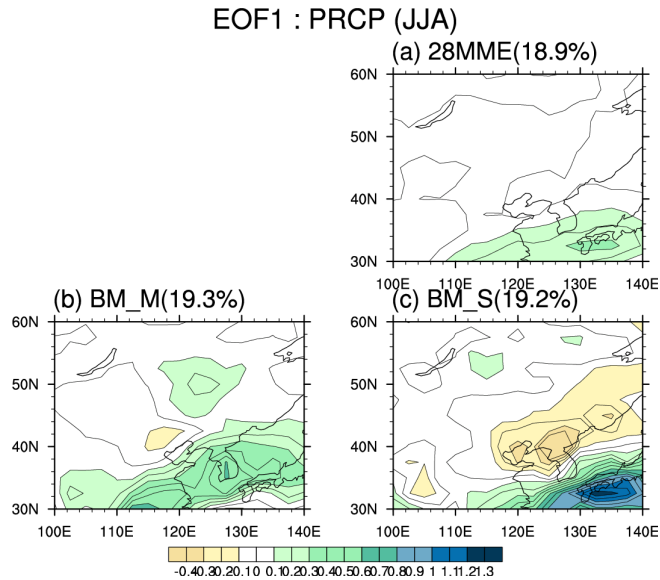 EOF1 : PRCP (JJA)
(a) 28MME(18.9%)
60N
50N
40N
30N
100E 110E 120E 130E 140E
(b) BM_M(19.3%)
60N
50N
40N
30N
100E 110E 120E 130E 140E
(c) BM_S(19.2%)
60N
50N
40N
30N
100E 110E 120E 130E 140E
-0.4-0.3-0.2-0.1 0 0.1 0.2 0.3 0.4 0.5 0.6 0.7 0.8 0.9 1 1.1 1.2 1.3